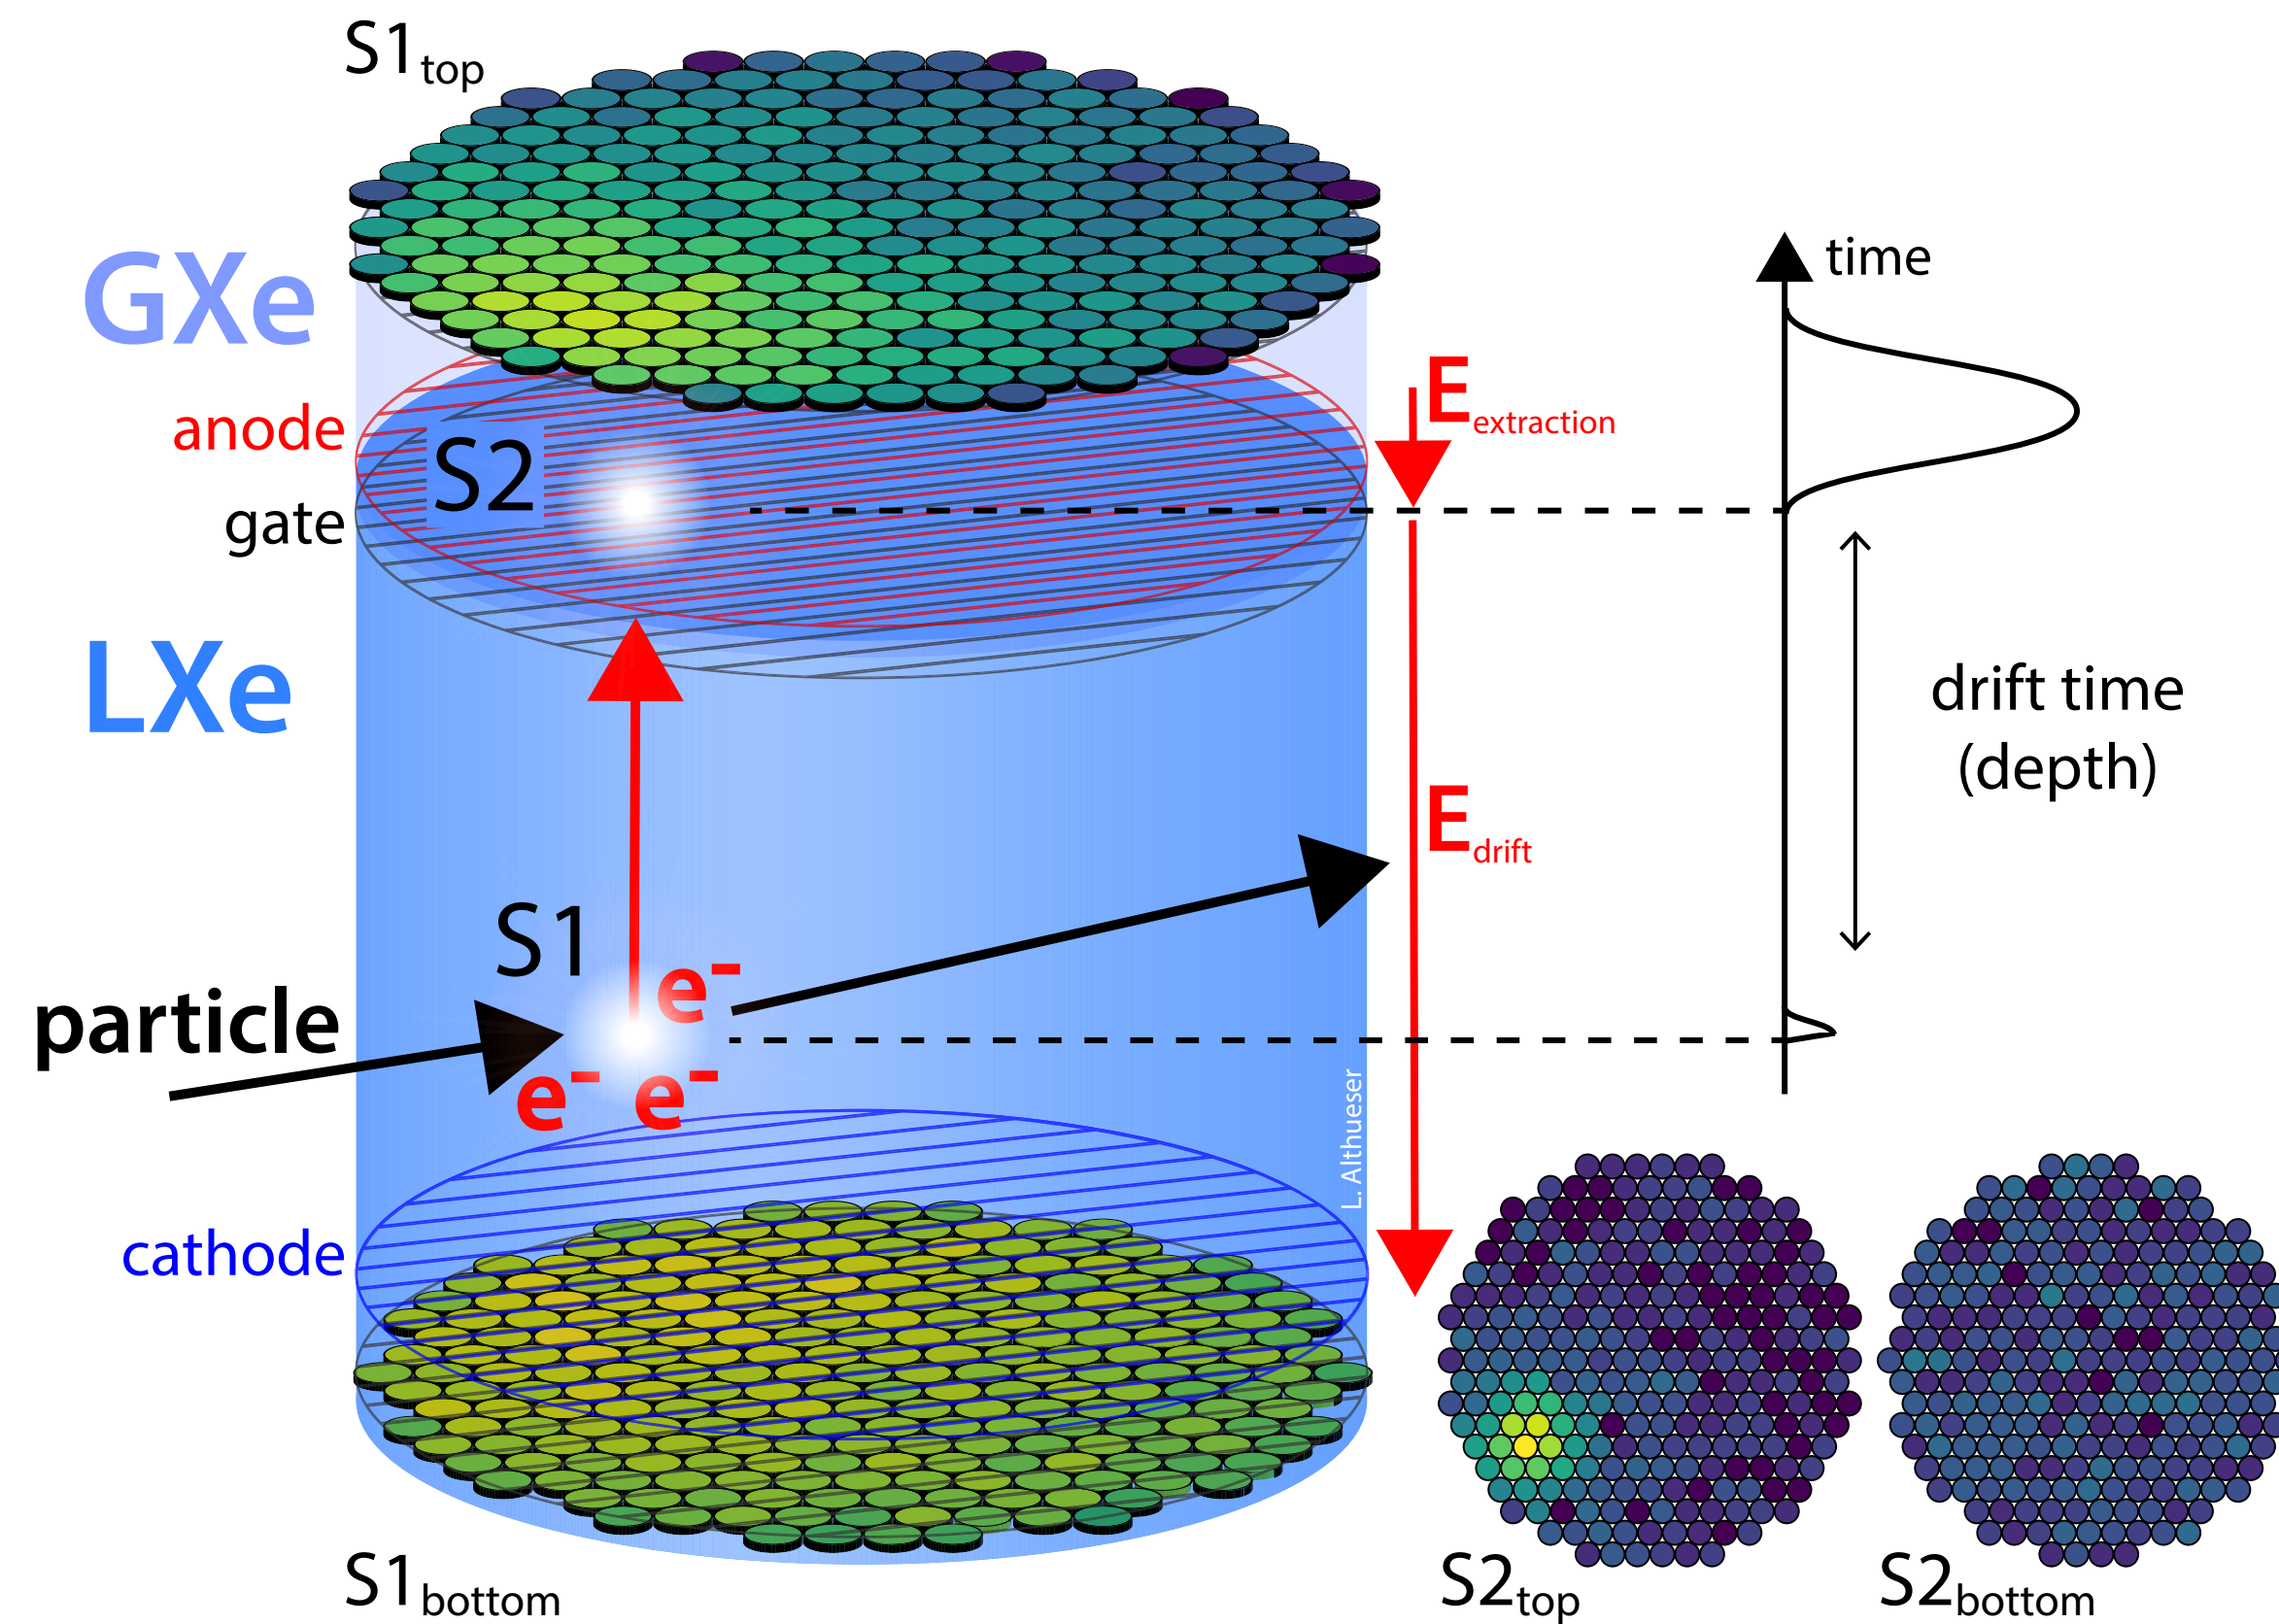 S1top
GXe
time
anode
Eextraction
S2
gate
LXe
drift time
(depth)
Edrift
S1
e-
particle
e- e-
L. Althueser
cathode
S1bottom
S2top
S2bottom